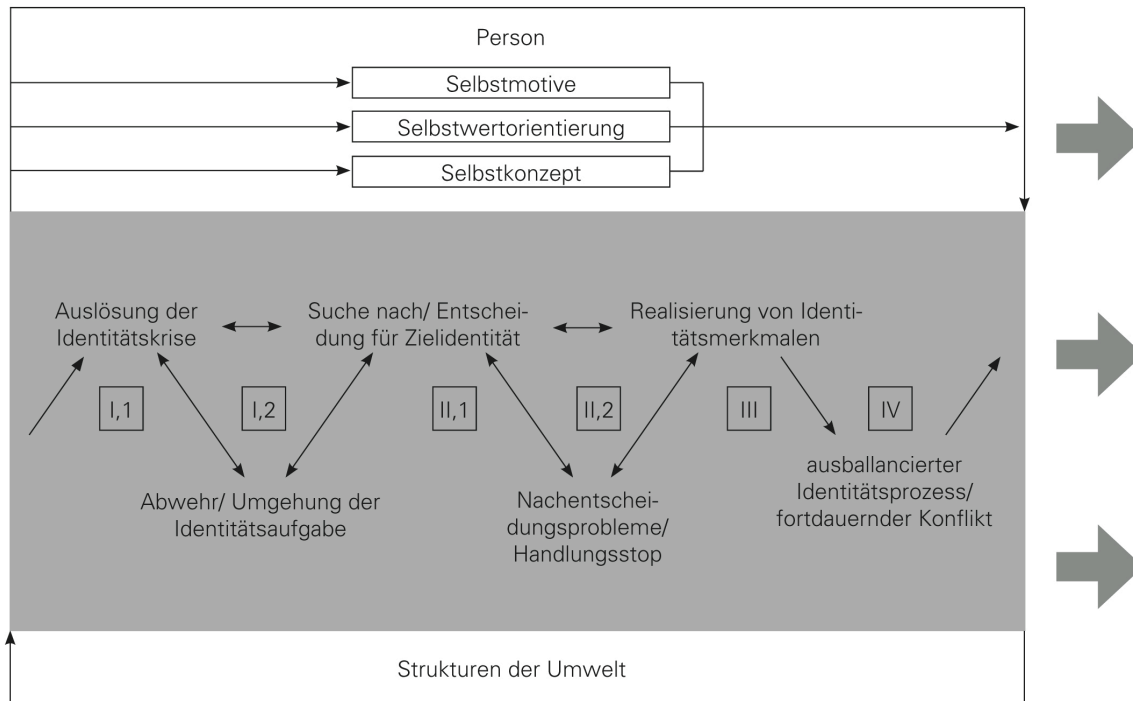 Person
Selbstmotive
Selbstwertorientierung
Selbstkonzept
Auslösung der
Identitätskrise
Suche nach/ Entschei-
dung für Zielidentität
Realisierung von Identi-
tätsmerkmalen
I,1
I,2
II,1
II,2
III
IV
Abwehr/ Umgehung der
Identitätsaufgabe
Nachentschei-
dungsprobleme/
Handlungsstop
ausballancierter
Identitätsprozess/
fortdauernder Konflikt
Strukturen der Umwelt